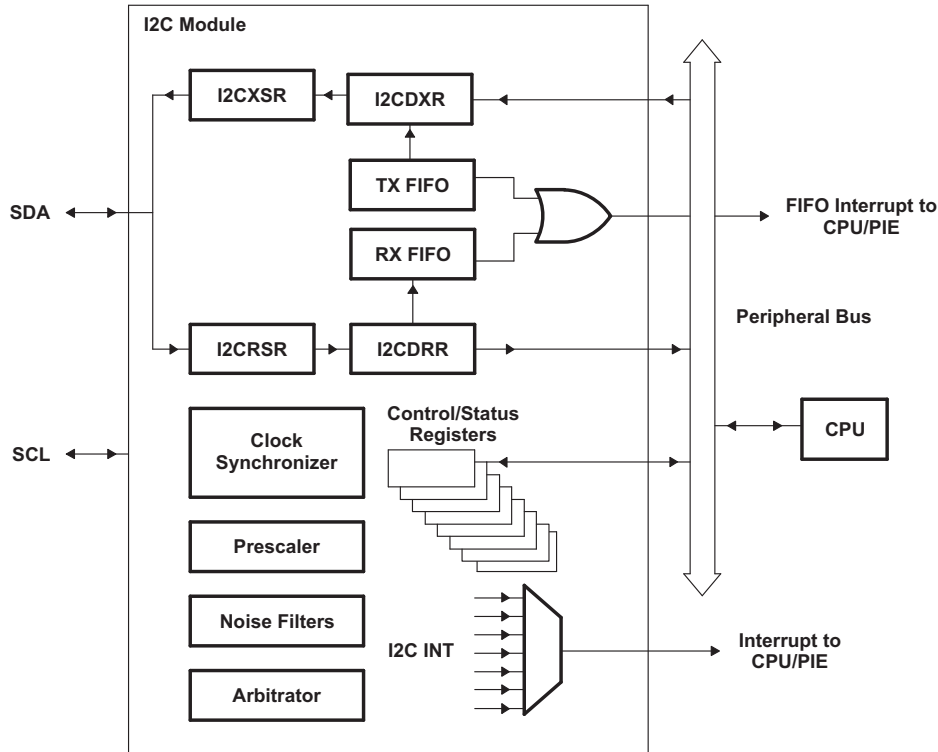 I2C Module
I2CXSR
I2CDXR
TX FIFO
SDA
FIFO Interrupt to
CPU/PIE
RX FIFO
Peripheral Bus
I2CRSR
I2CDRR
Control/Status
Registers
CPU
Clock
Synchronizer
SCL
Prescaler
Noise Filters
I2C INT
Interrupt to
CPU/PIE
Arbitrator